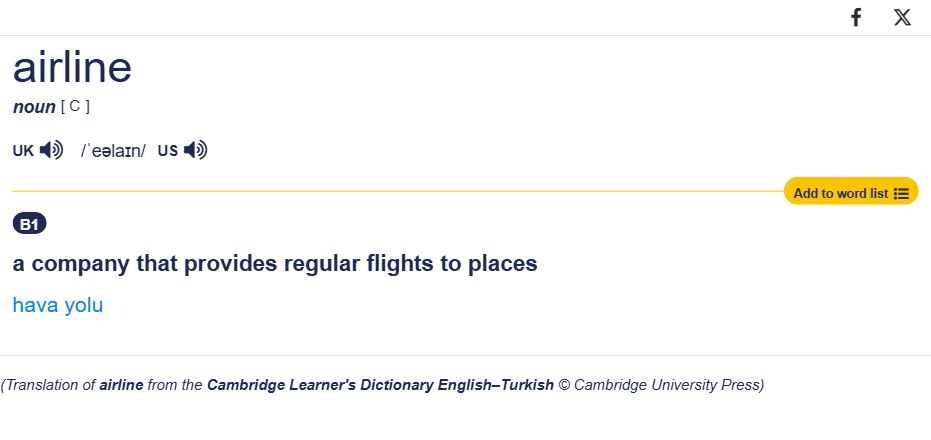 airline
noun [ C ]
UK /ˈeəlaɪn/ US
Add to word list
B1
a company that provides regular flights to places
hava yolu
(Translation of airline from the Cambridge Learner's Dictionary English–Turkish © Cambridge University Press)